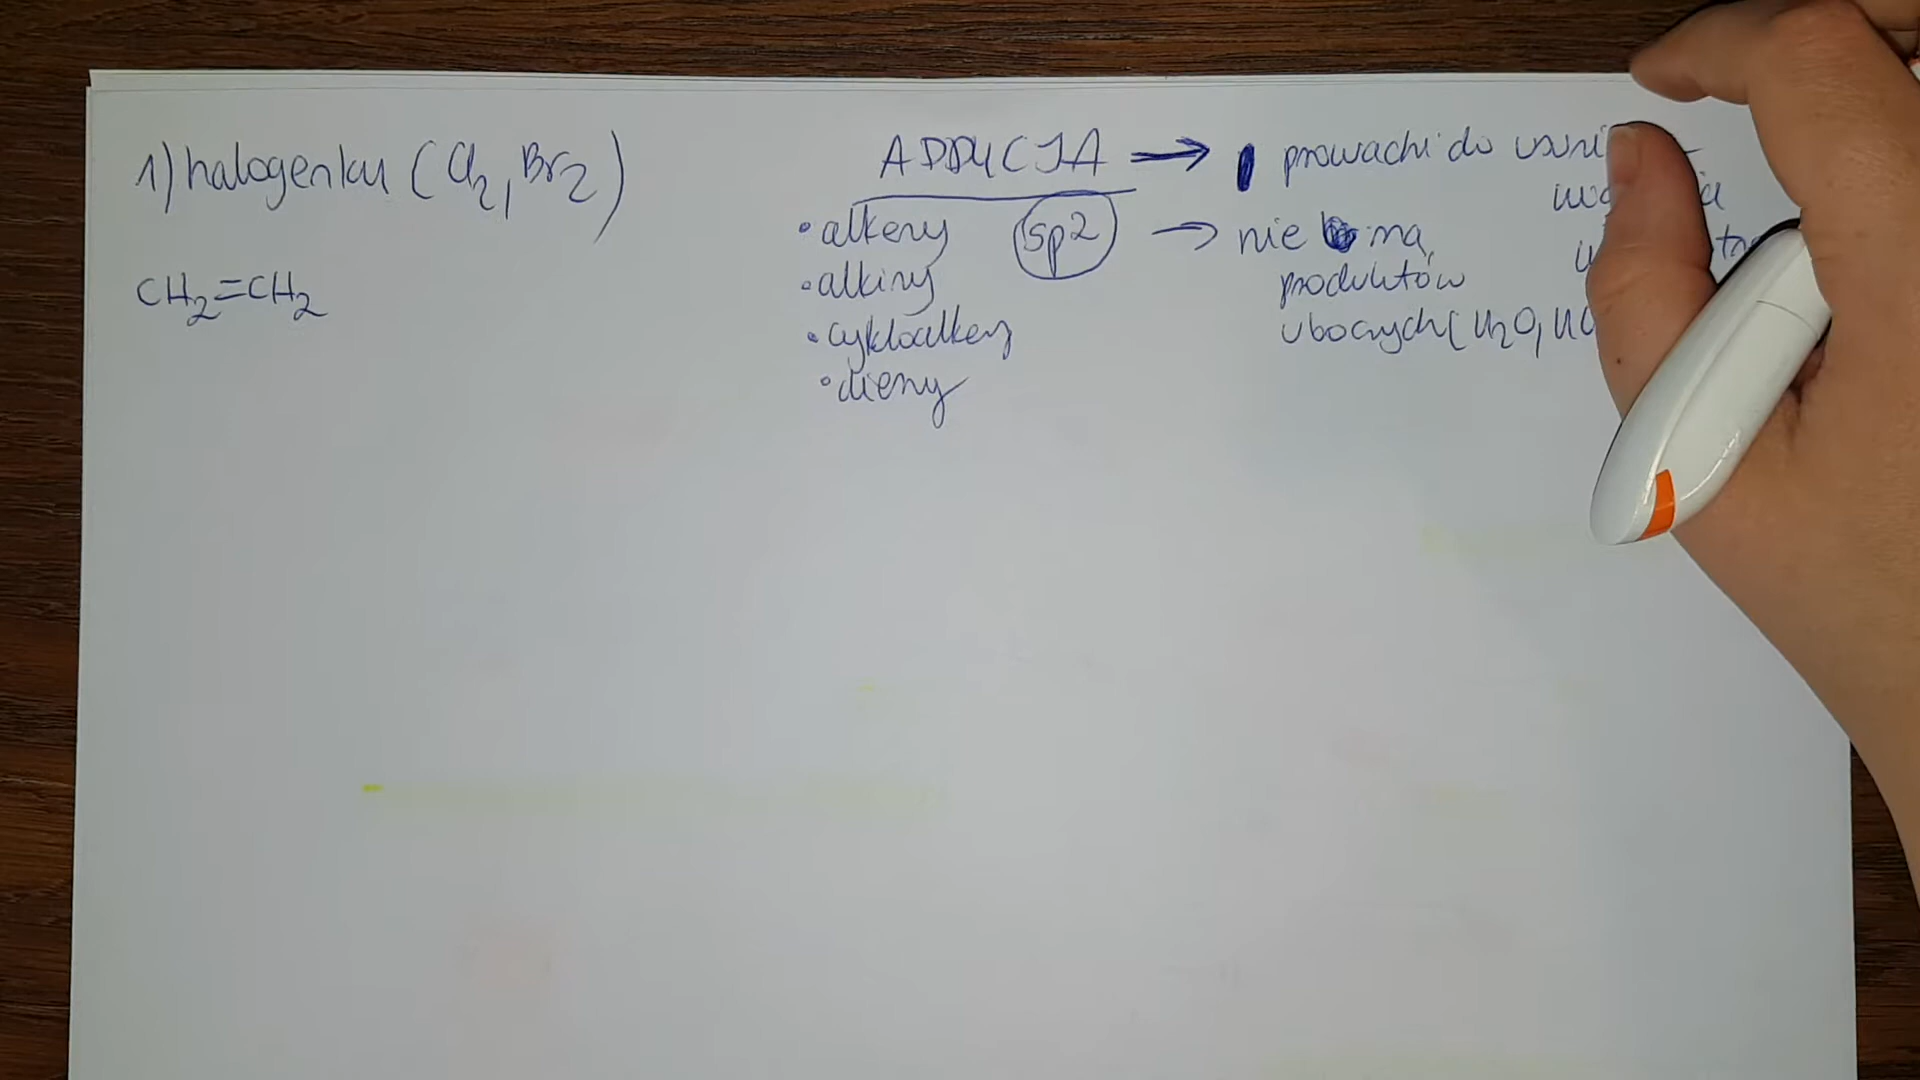 1) halogenku (Cl2, Br2)
CH2=CH2
ADDYCJA →
• alkeny sp2
• alkiny
• cykloalkeny
• dieny
prowadzi do
→ nie ma
produktów
ubocznych (H2O,